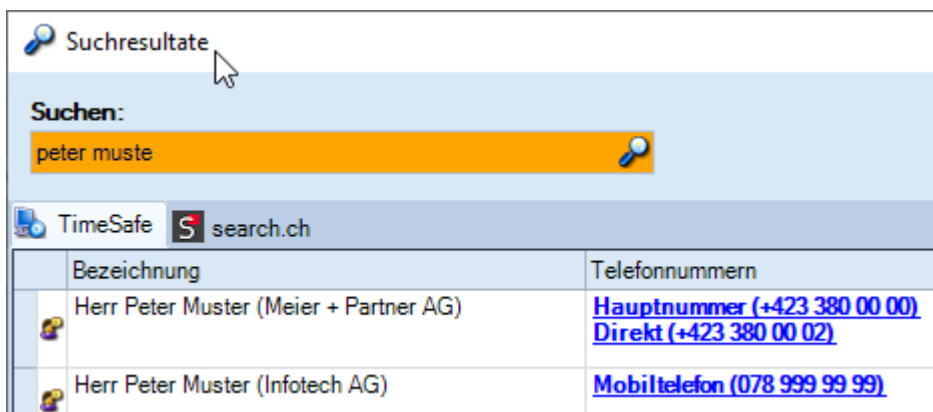 Suchresultate
Suchen:
peter muste
TimeSafe S search.ch
Bezeichnung Telefonnummern
Herr Peter Muster (Meier + Partner AG) Hauptnummer (+423 380 00 00)
Direkt (+423 380 00 02)
Herr Peter Muster (Infotech AG) Mobiltelefon (078 999 99 99)